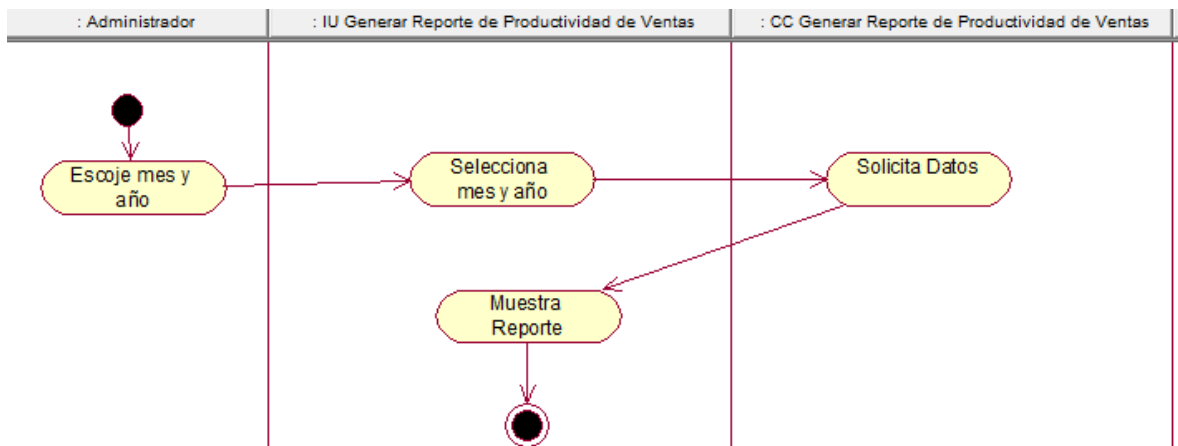 : Administrador
: IU Generar Reporte de Productividad de Ventas
: CC Generar Reporte de Productividad de Ventas
Escoje mes y
año
Selecciona
mes y año
Solicita Datos
Muestra
Reporte